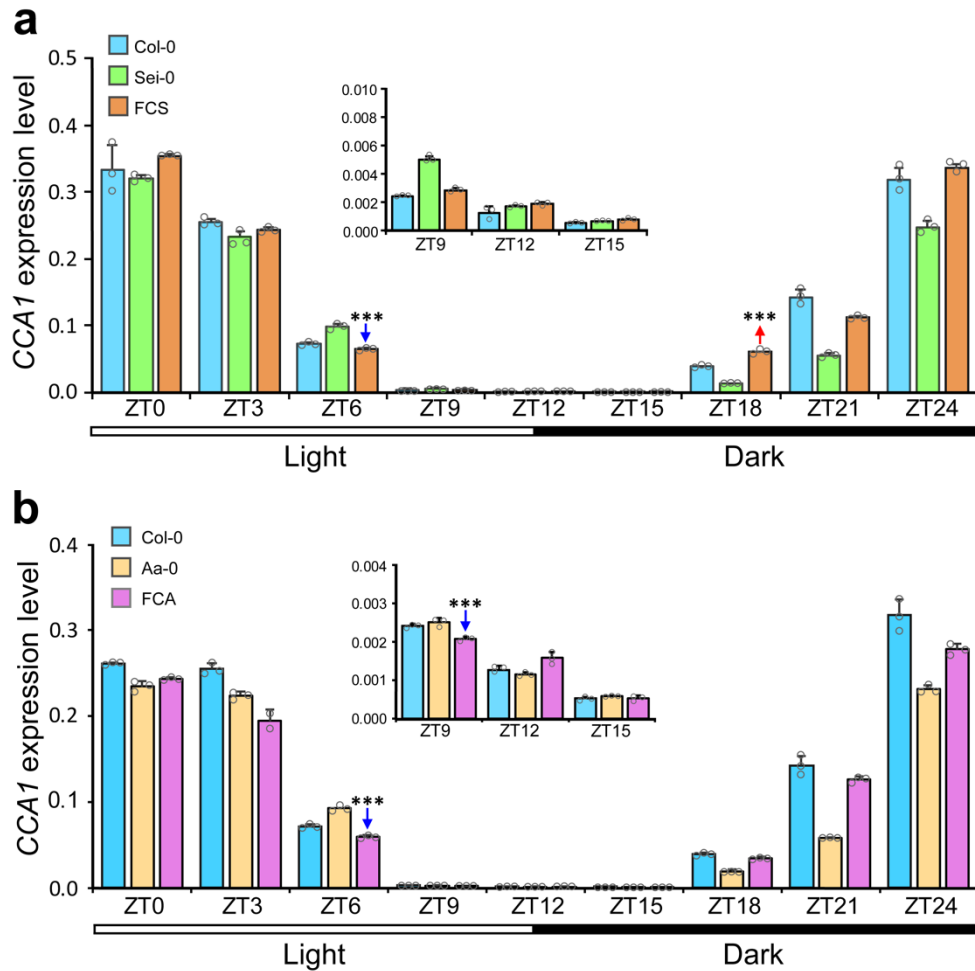 a
Col-0
Sei-0
FCS
CCA1 expression level
0.5
0.4
0.3
0.2
0.1
0.0
0.010
0.008
0.006
0.004
0.002
0.000
ZT9 ZT12 ZT15
*** ***
ZT0 ZT3 ZT6 ZT9 ZT12 ZT15 ZT18 ZT21 ZT24
Light Dark
b
Col-0
Aa-0
FCA
CCA1 expression level
0.4
0.3
0.2
0.1
0.0
0.004
0.003
0.002
0.001
0.000
***
ZT9 ZT12 ZT15
***
ZT0 ZT3 ZT6 ZT9 ZT12 ZT15 ZT18 ZT21 ZT24
Light Dark